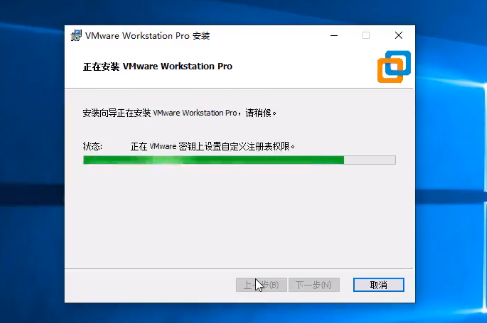 VMware Workstation Pro 安装
正在安装 VMware Workstation Pro
安装向导正在安装 VMware Workstation Pro，请稍候。
状态: 正在 VMware 密钥上设置自定义注册表权限。
上一步(B) 下一步(N) 取消